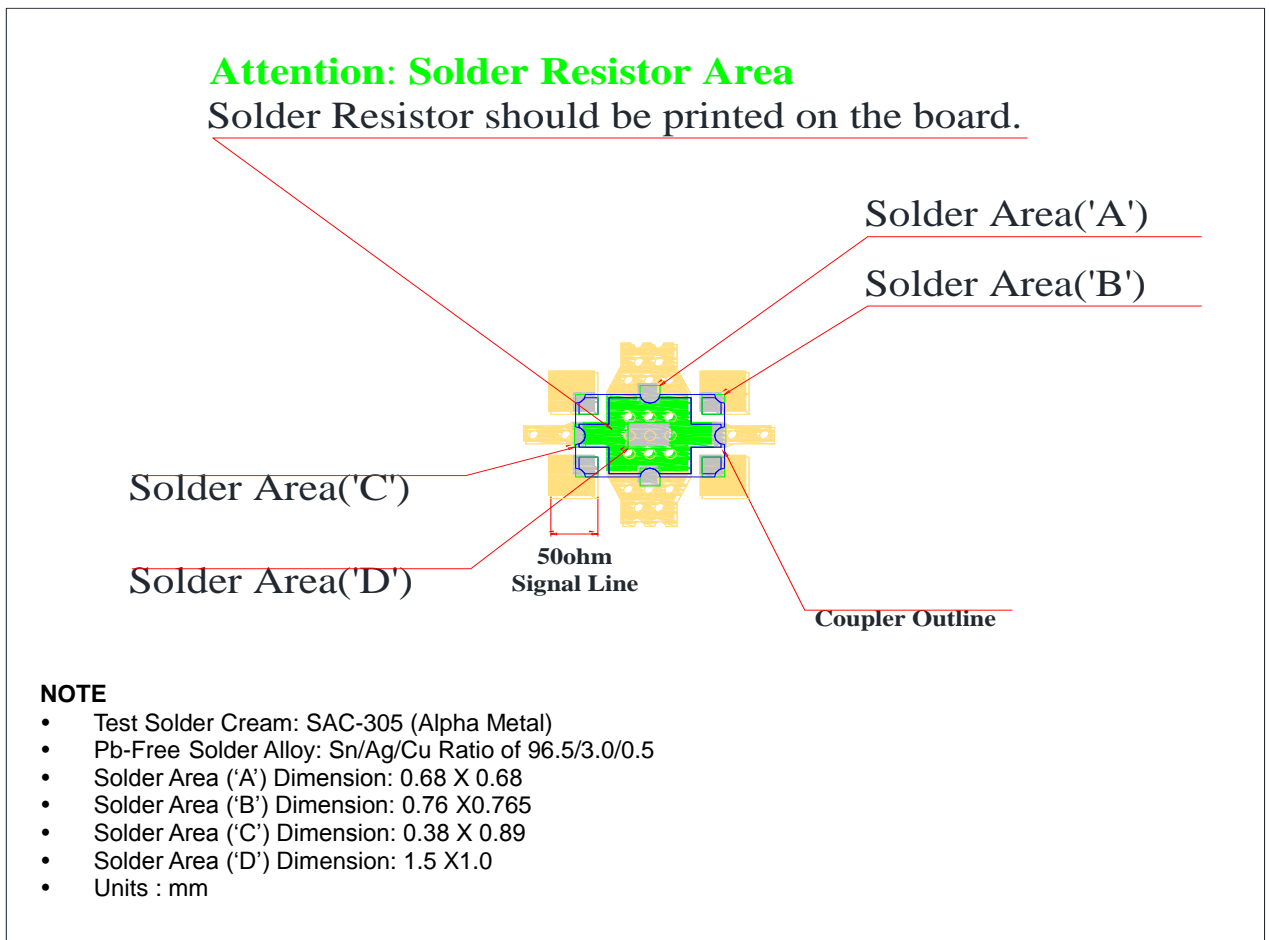 Attention: Solder Resistor Area
Solder Resistor should be printed on the board.
Solder Area('A')
Solder Area('B')
Solder Area('C')
Solder Area('D')
50ohm
Signal Line
Coupler Outline
NOTE
• Test Solder Cream: SAC-305 (Alpha Metal)
• Pb-Free Solder Alloy: Sn/Ag/Cu Ratio of 96.5/3.0/0.5
• Solder Area (‘A’) Dimension: 0.68 X 0.68
• Solder Area (‘B’) Dimension: 0.76 X0.765
• Solder Area (‘C’) Dimension: 0.38 X 0.89
• Solder Area (‘D’) Dimension: 1.5 X1.0
• Units : mm